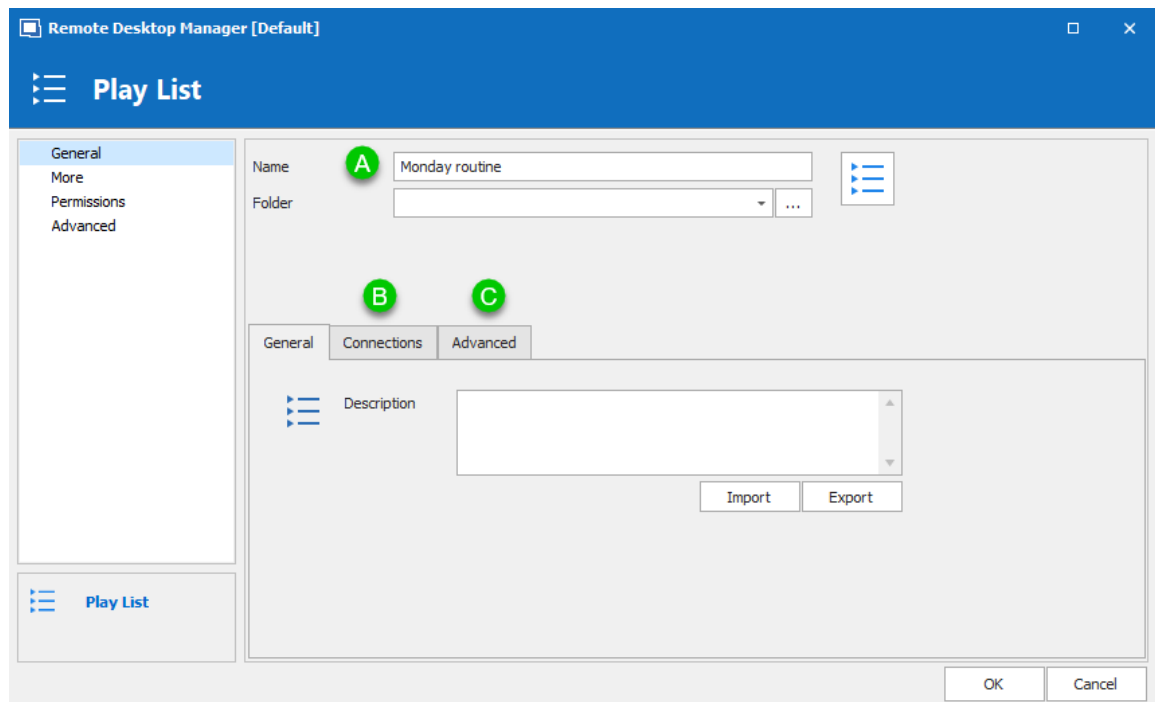 Remote Desktop Manager [Default]
Play List
General
More
Permissions
Advanced
Name A Monday routine
Folder ...
B C
General Connections Advanced
Description
Import Export
Play List
OK Cancel